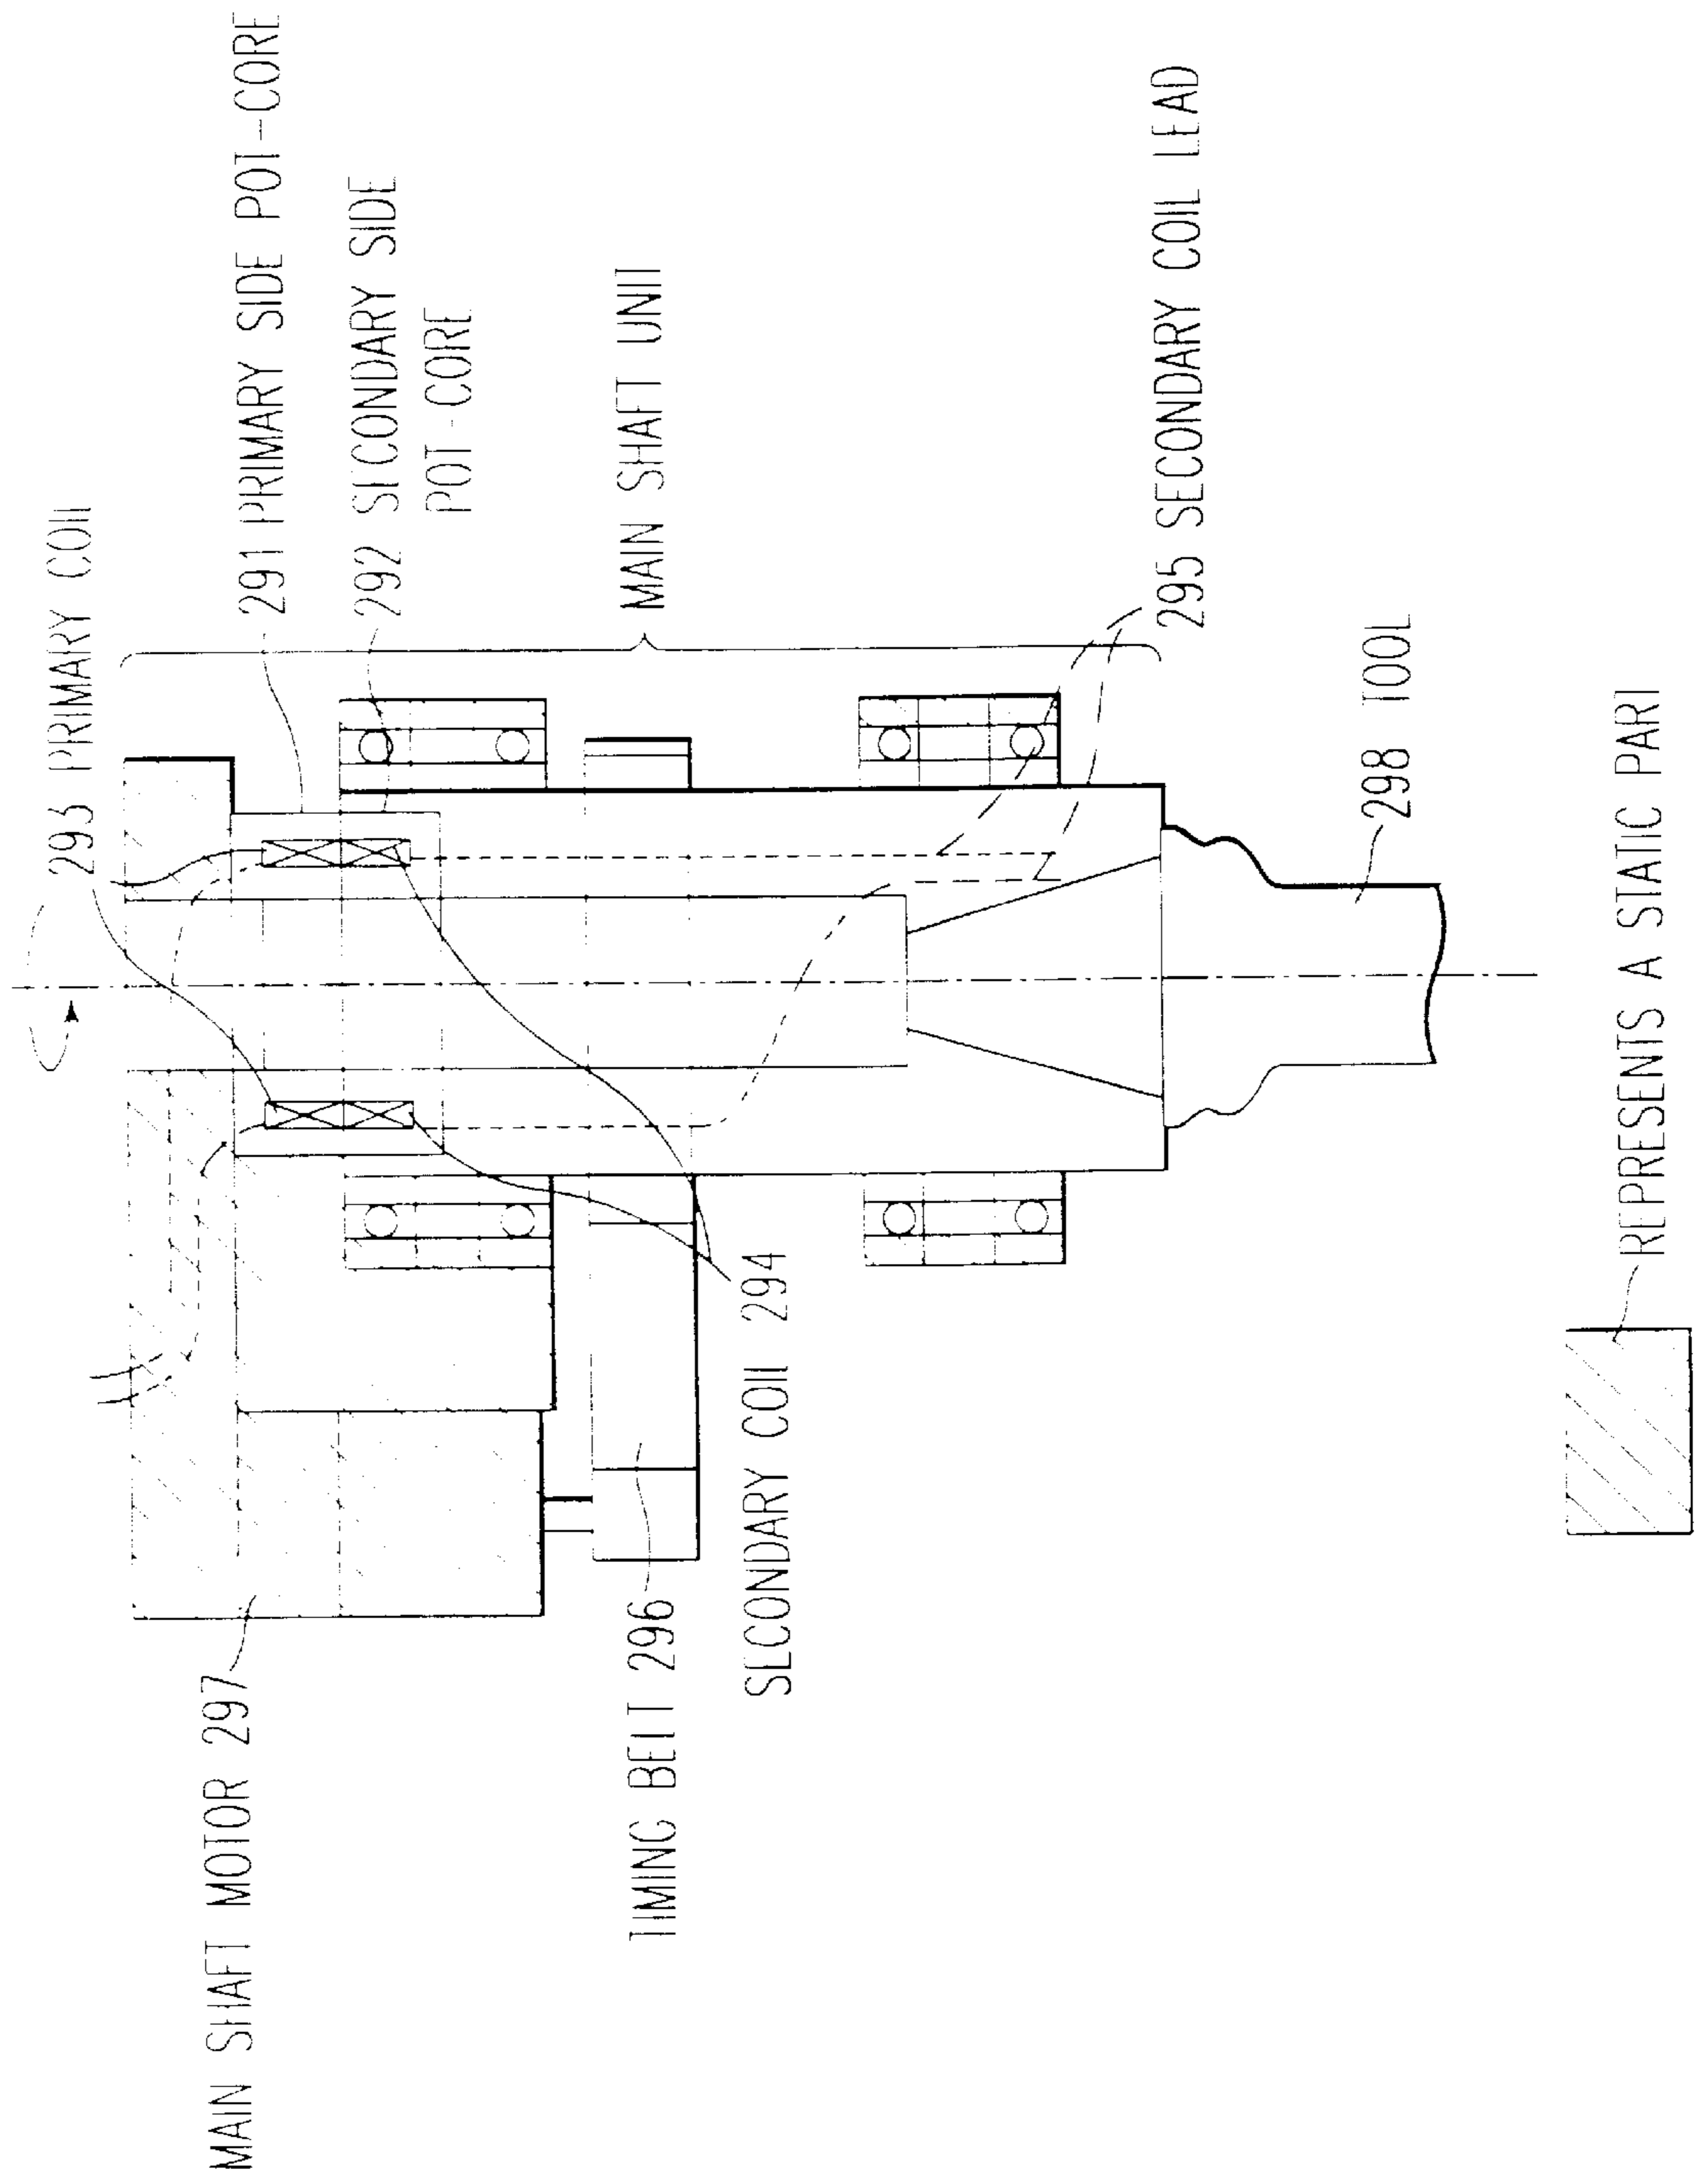 293 PRIMARY COIL
291 PRIMARY SIDE POT-CORE
292 SECONDARY SIDE
POT-CORE
MAIN SHAFT UNIT
295 SECONDARY COIL LEAD
298 TOOL
MAIN SHAFT MOTOR 297
TIMING BELT 296
SECONDARY COIL 294
REPRESENTS A STATIC PART